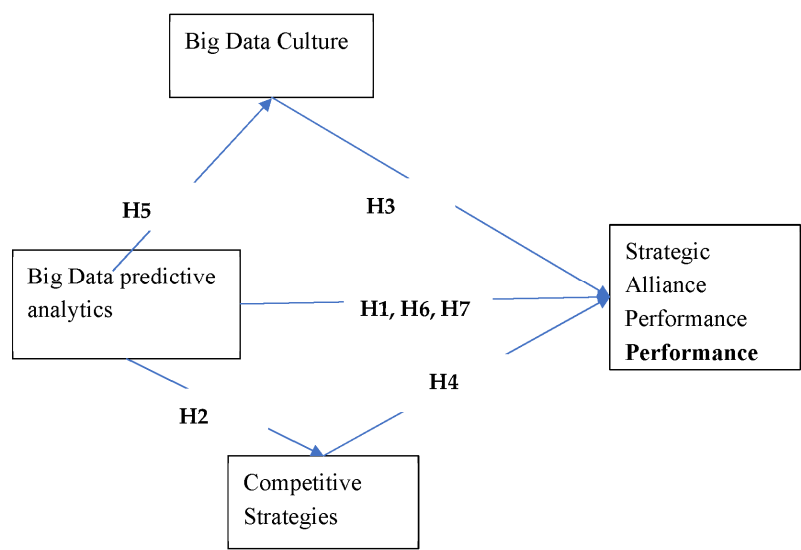 Big Data Culture
H5
H3
Big Data predictive
analytics
H1, H6, H7
Strategic
Alliance
Performance
Performance
H2
H4
Competitive
Strategies